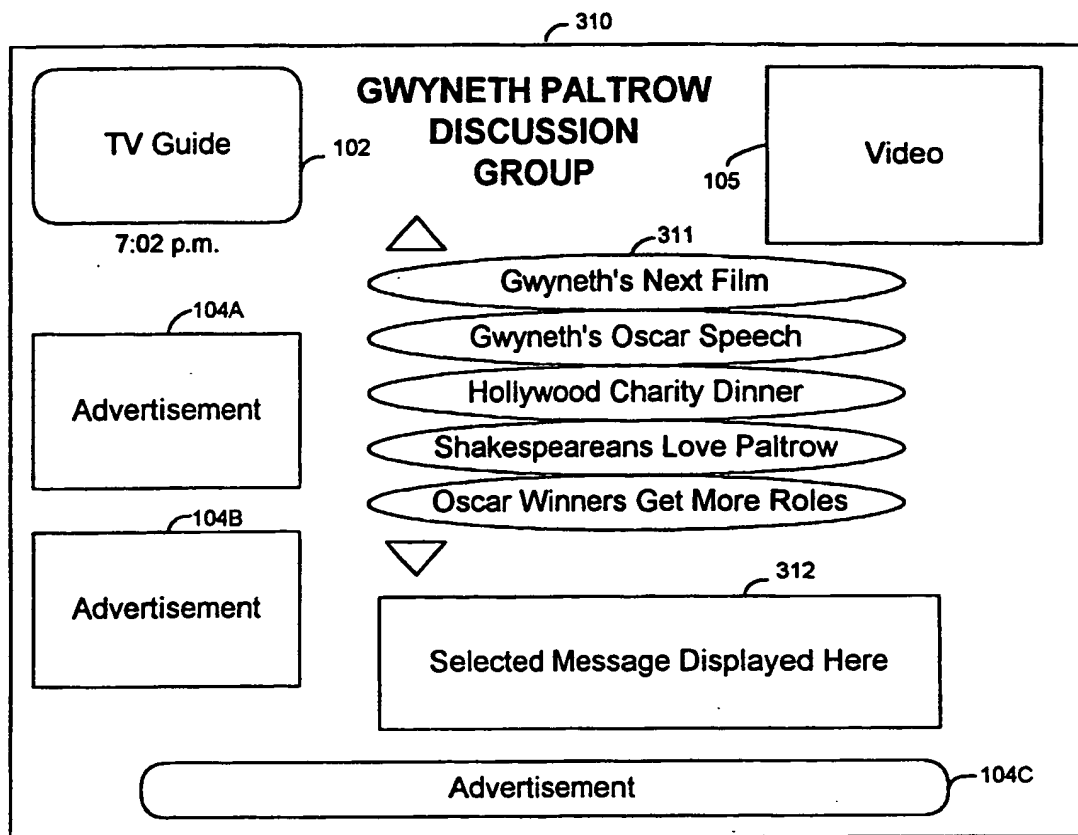 310
TV Guide
102
7:02 p.m.
GWYNETH PALTROW
DISCUSSION
GROUP
105
Video
311
Gwyneth's Next Film
Gwyneth's Oscar Speech
Hollywood Charity Dinner
Shakespeareans Love Paltrow
Oscar Winners Get More Roles
104A
Advertisement
104B
Advertisement
312
Selected Message Displayed Here
Advertisement
104C